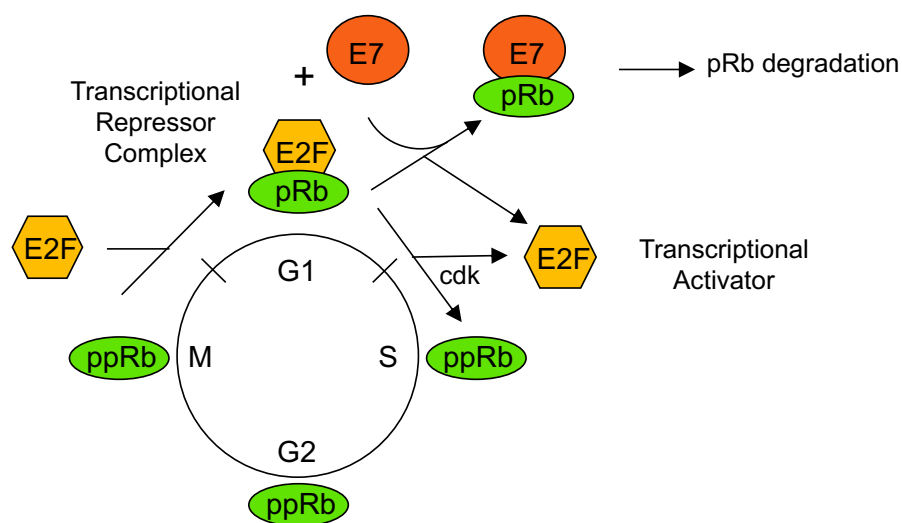 E7
E7
pRb
pRb degradation
+
Transcriptional
Repressor
Complex
E2F
pRb
E2F
G1
cdk
E2F
Transcriptional
Activator
ppRb
M
S
ppRb
G2
ppRb